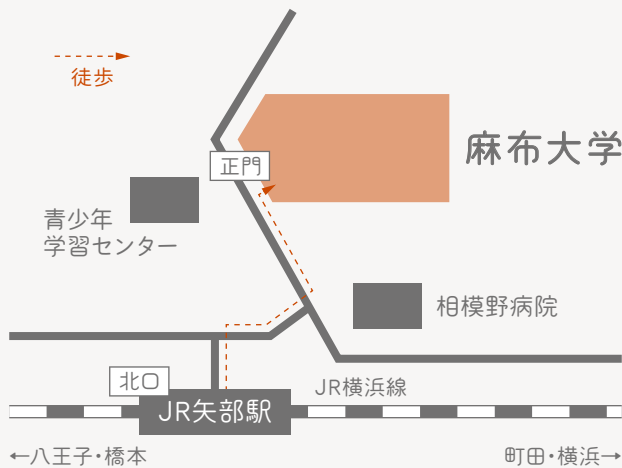 徒歩
麻布大学
正門
青少年
学習センター
相模野病院
北口
JR横浜線
JR矢部駅
←八王子・橋本
町田・横浜→